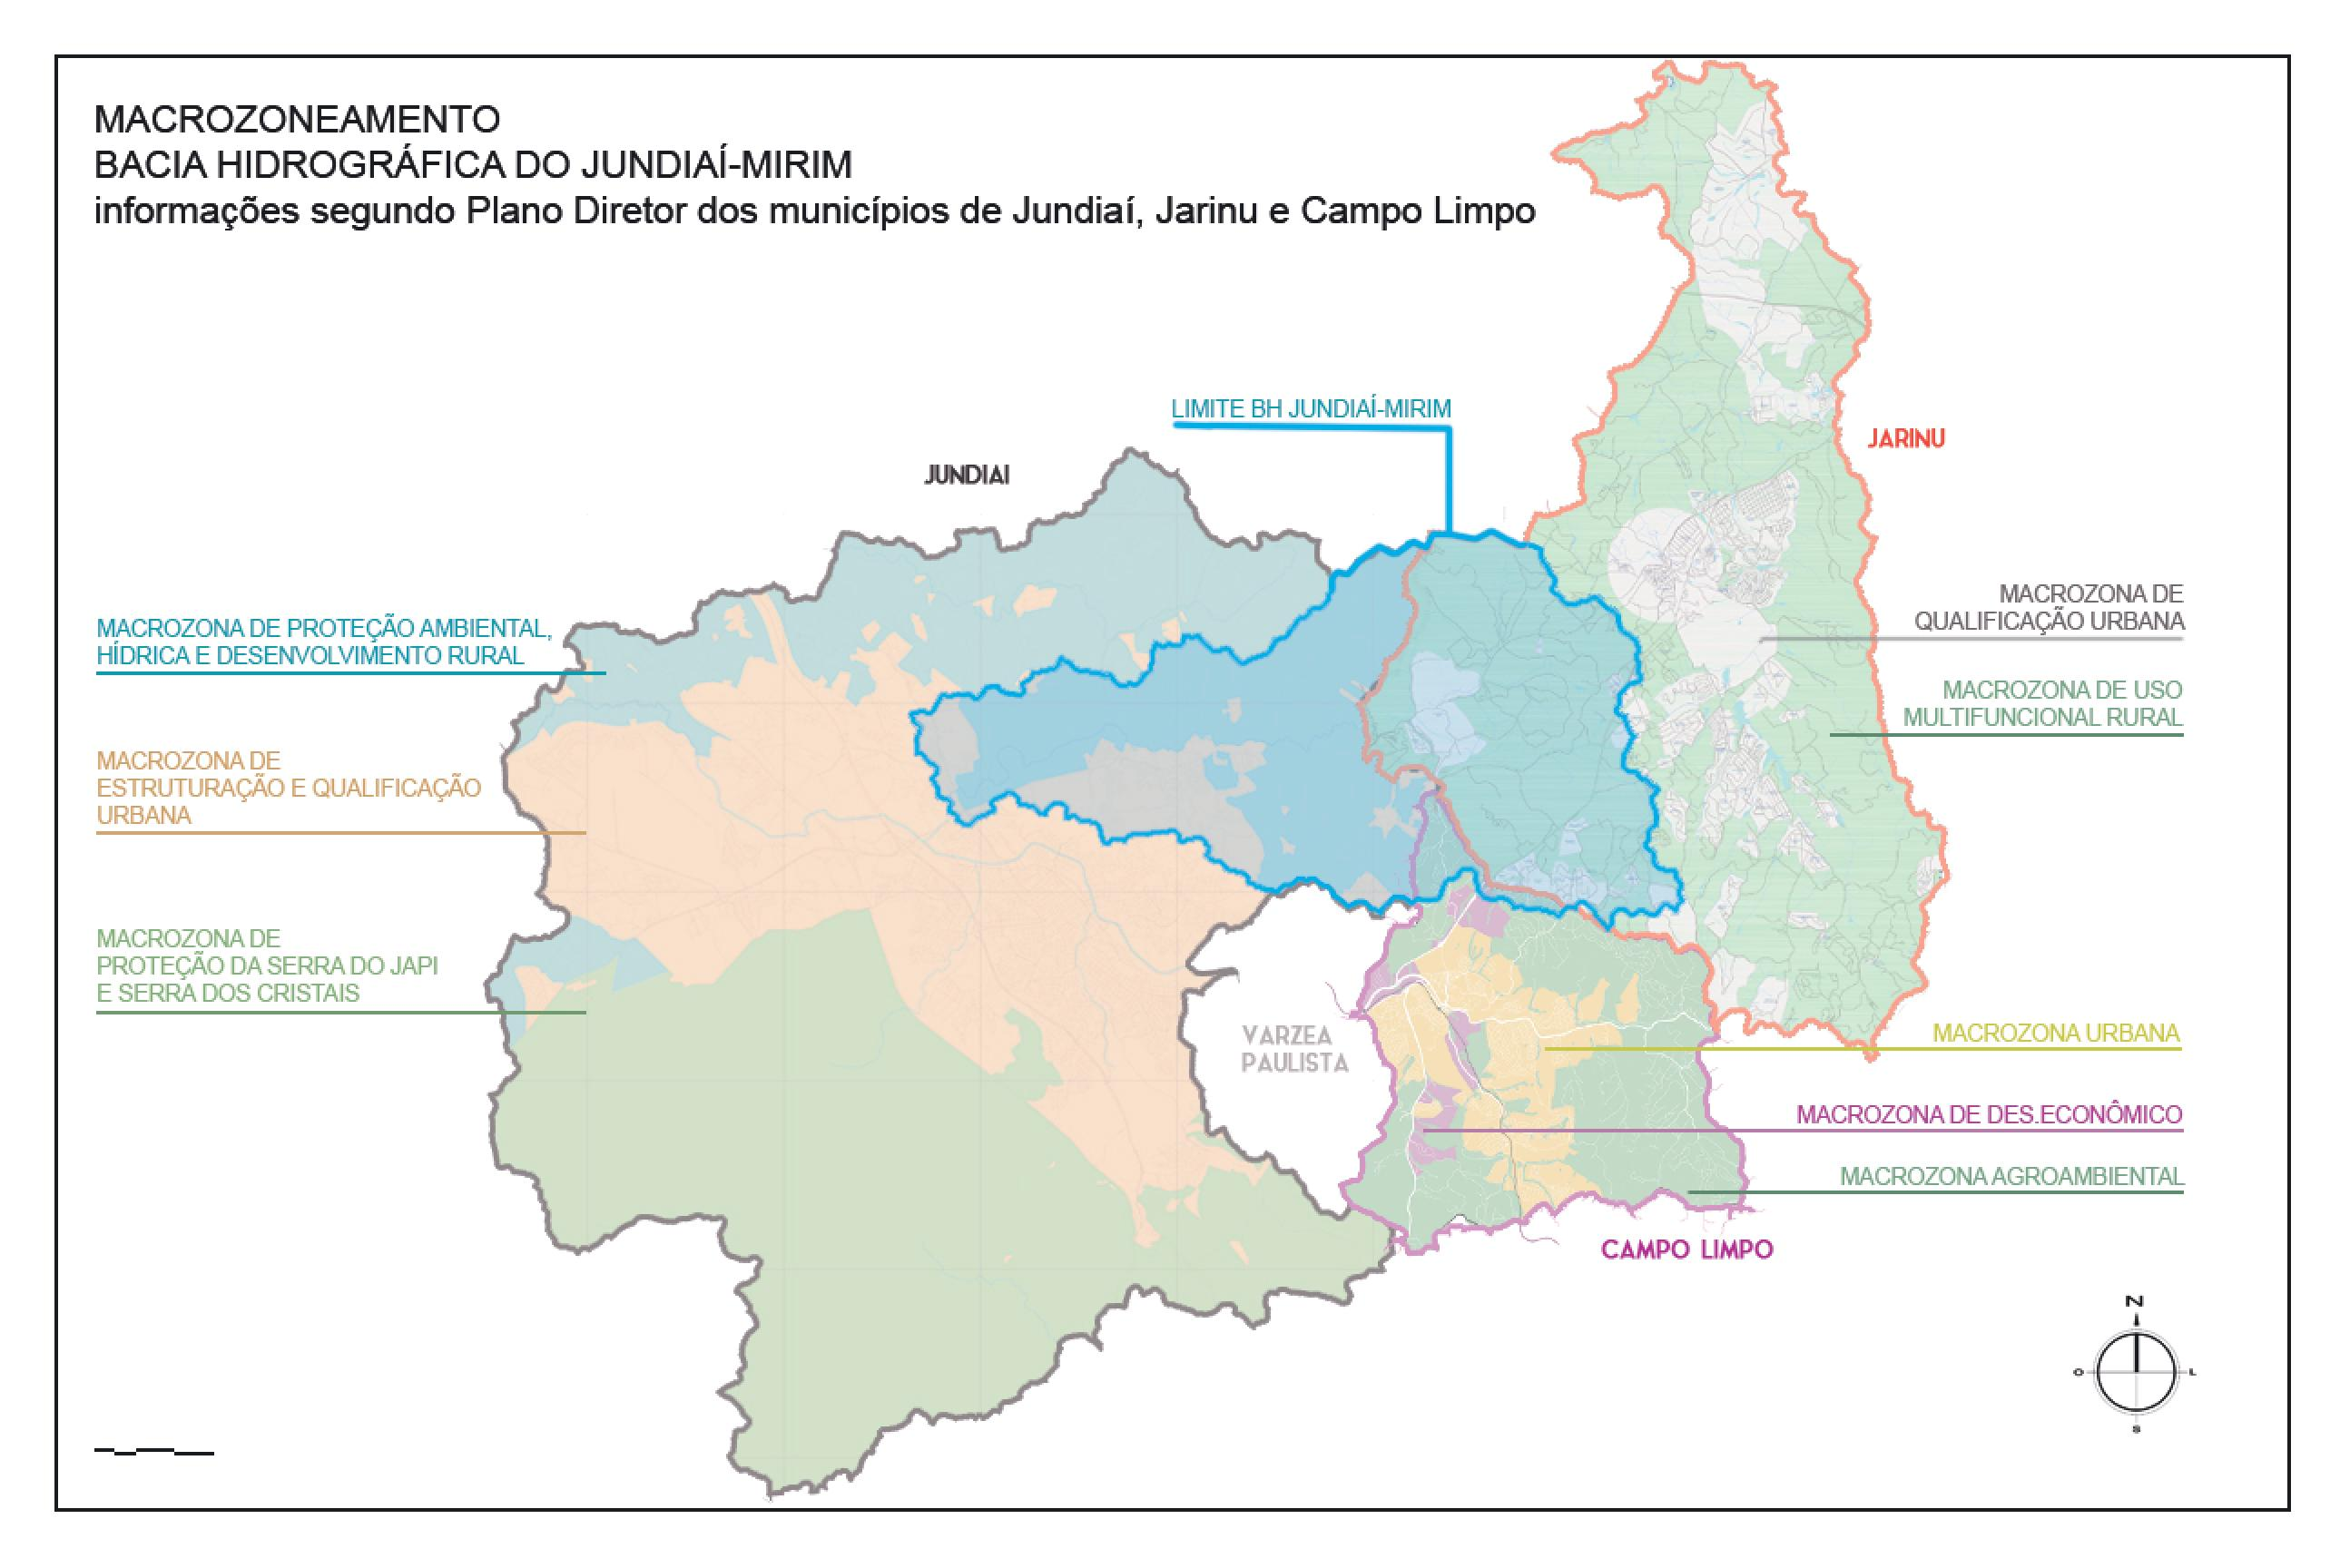 MACROZONEAMENTO
BACIA HIDROGRÁFICA DO JUNDIAÍ-MIRIM
informações segundo Plano Diretor dos municípios de Jundiaí, Jarinu e Campo Limpo
LIMITE BH JUNDIAÍ-MIRIM
JUNDIAI
JARINU
MACROZONA DE PROTEÇÃO AMBIENTAL,
HÍDRICA E DESENVOLVIMENTO RURAL
MACROZONA DE
ESTRUTURAÇÃO E QUALIFICAÇÃO
URBANA
MACROZONA DE
PROTEÇÃO DA SERRA DO JAPI
E SERRA DOS CRISTAIS
MACROZONA DE
QUALIFICAÇÃO URBANA
MACROZONA DE USO
MULTIFUNCIONAL RURAL
VARZEA
PAULISTA
MACROZONA URBANA
MACROZONA DE DES.ECONÔMICO
MACROZONA AGROAMBIENTAL
CAMPO LIMPO
N
O
L
S